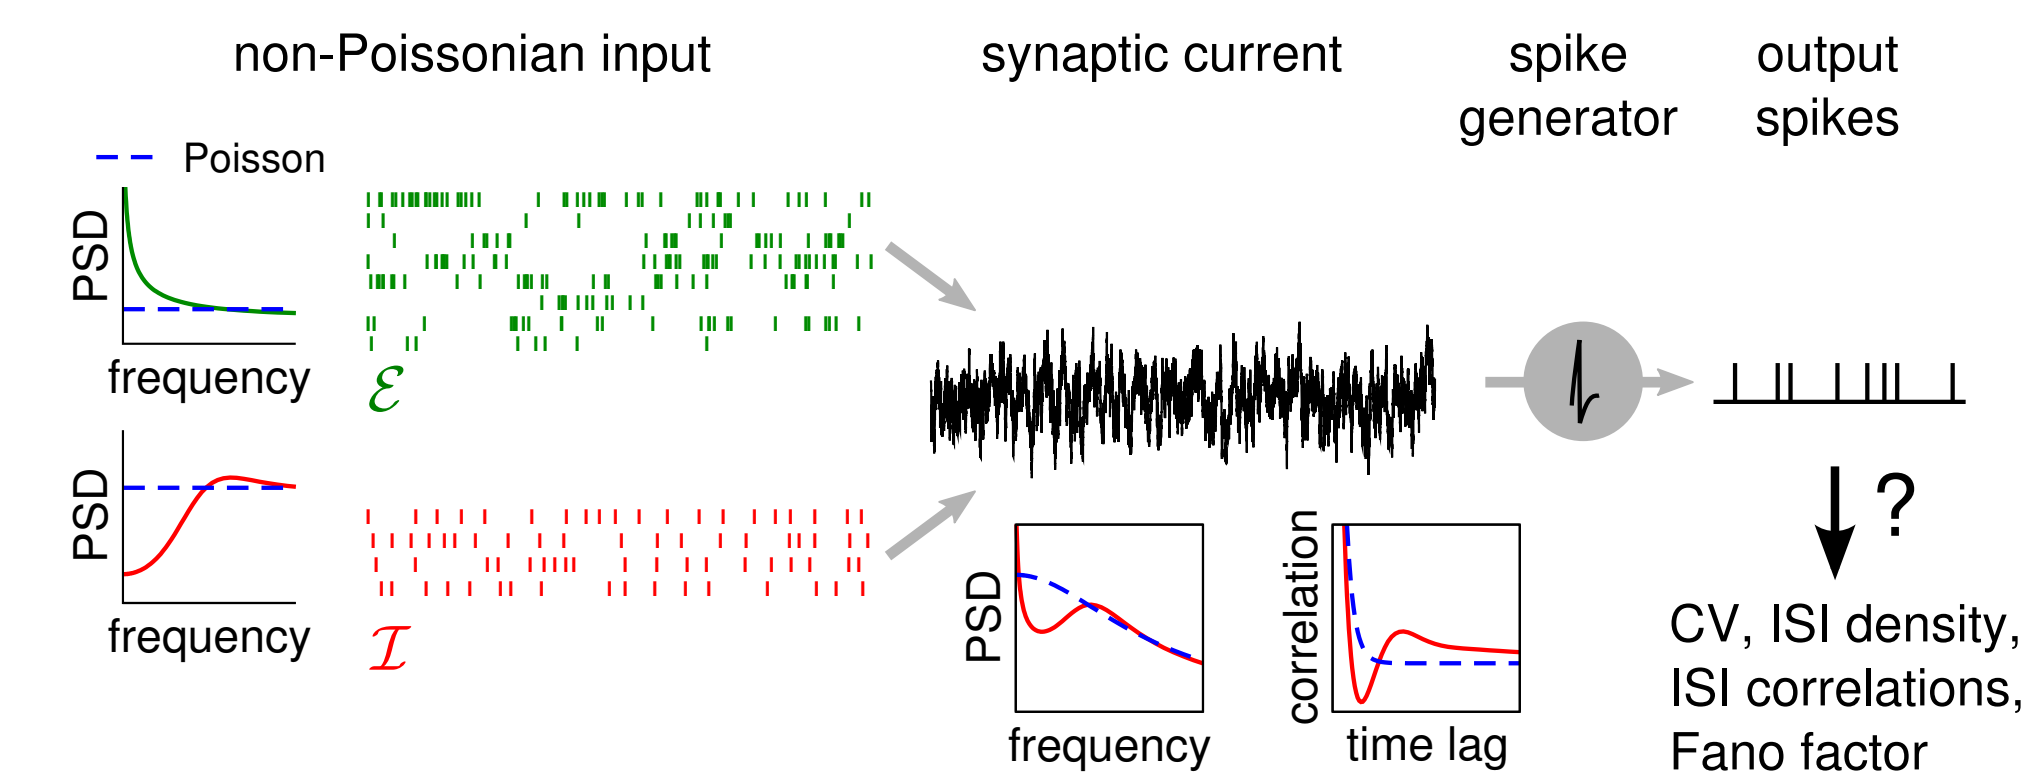 non-Poissonian input
synaptic current
spike
generator
output
spikes
Poisson
PSD
frequency
ℰ
PSD
frequency
ℐ
PSD
frequency
correlation
time lag
?
CV, ISI density,
ISI correlations,
Fano factor